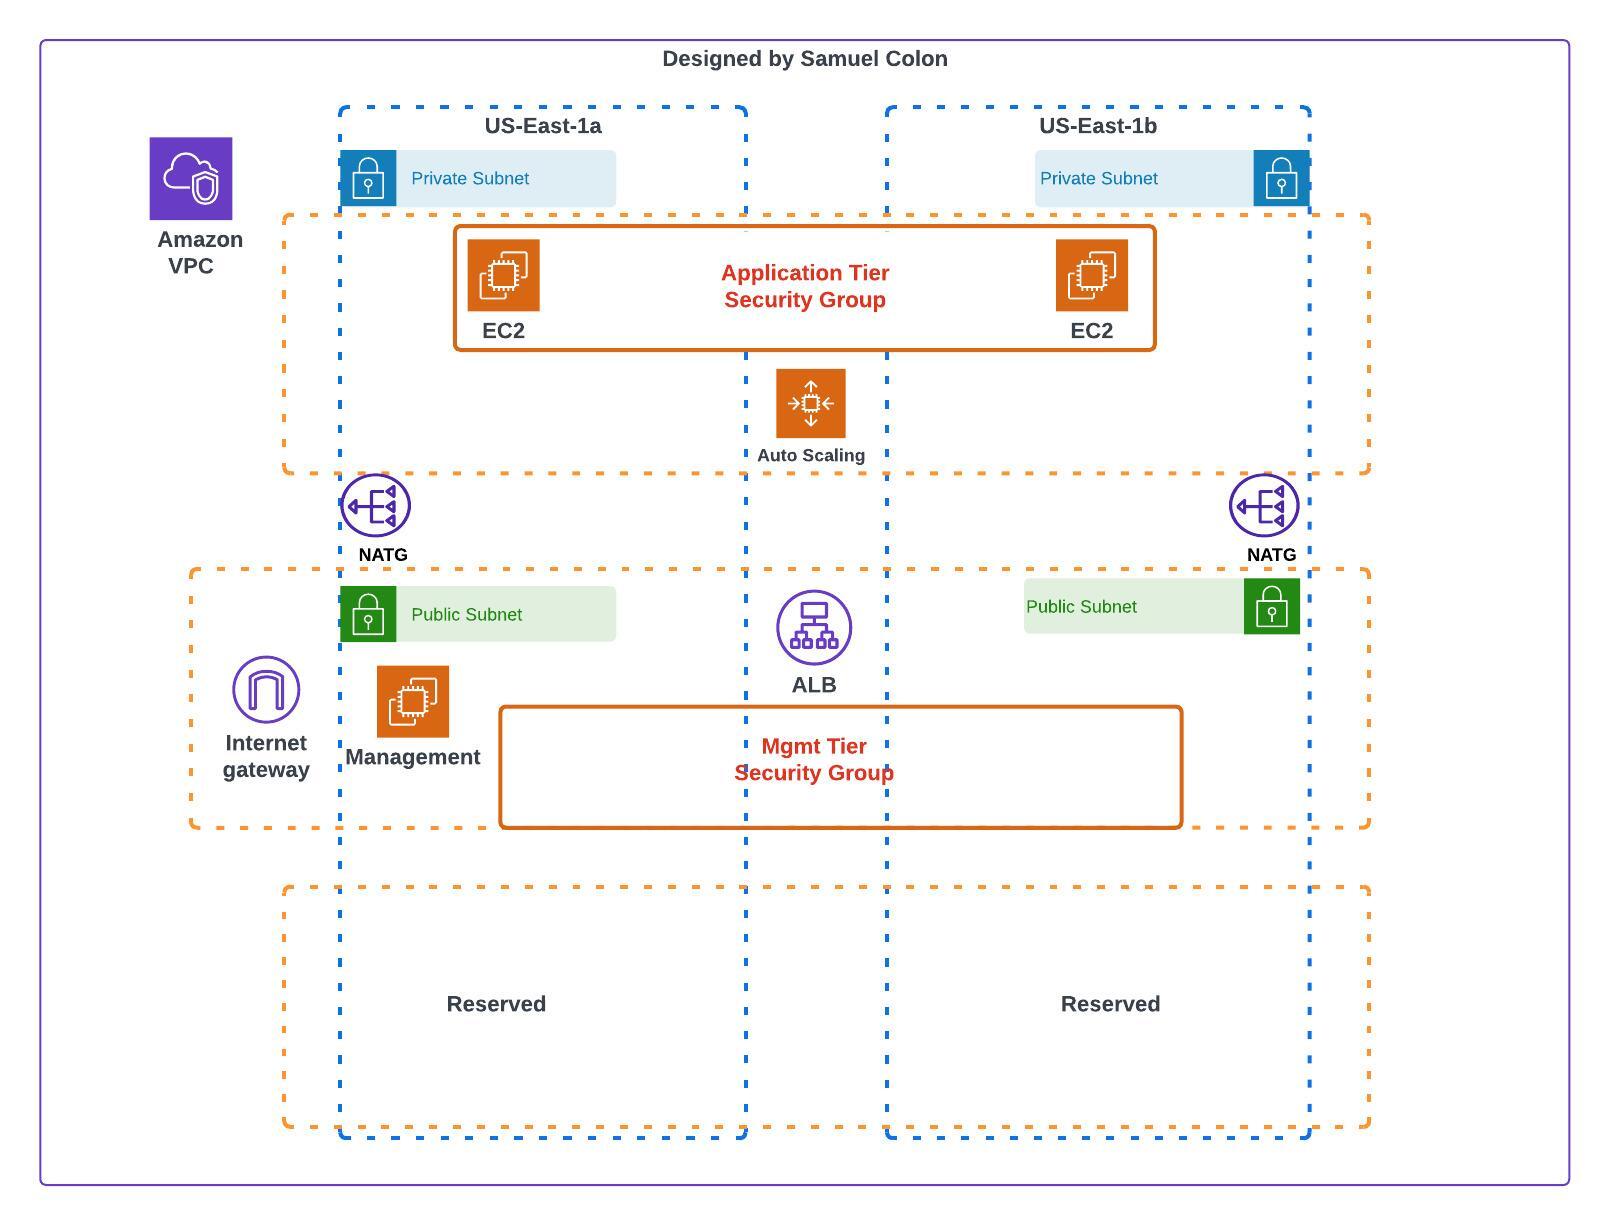 Designed by Samuel Colon
US-East-1a
US-East-1b
Private Subnet
Private Subnet
Amazon
VPC
Application Tier
Security Group
EC2
EC2
Auto Scaling
NATG
NATG
Public Subnet
Public Subnet
ALB
Internet
gateway
Management
Mgmt Tier
Security Group
Reserved
Reserved